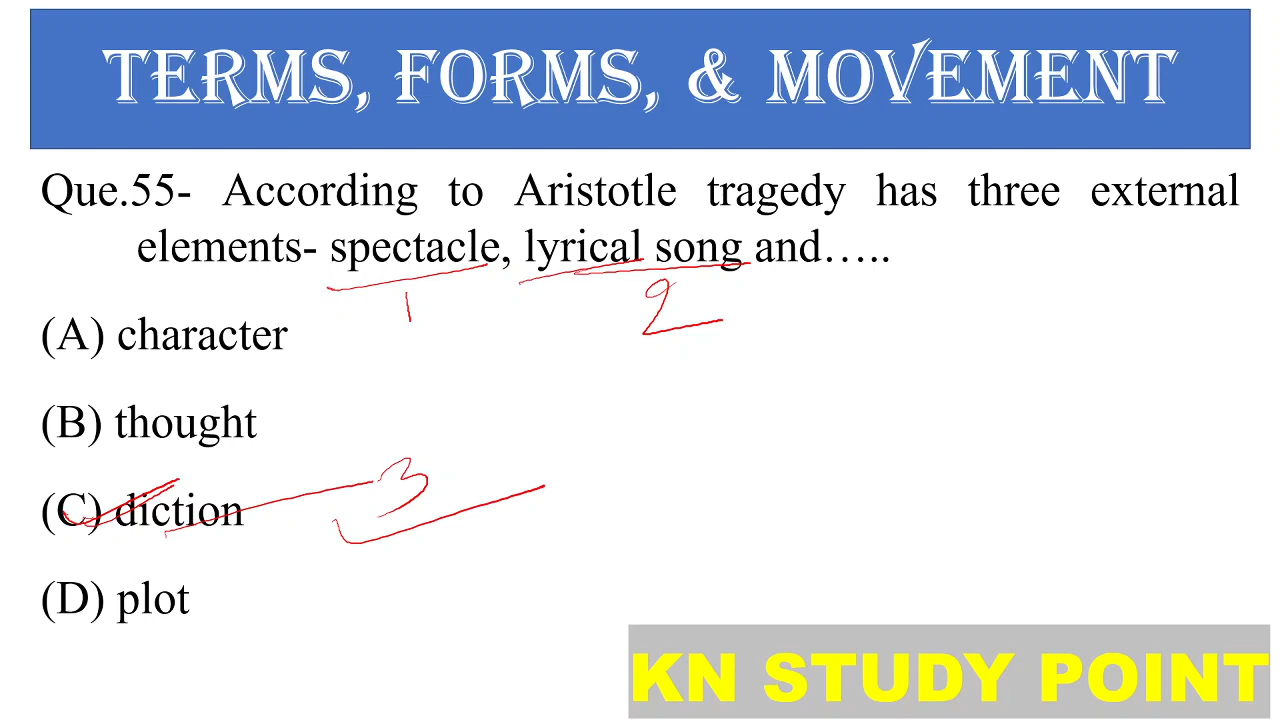 TERMS, FORMS, & MOVEMENT
Que.55- According to Aristotle tragedy has three external
elements- spectacle, lyrical song and…..
1
2
(A) character
(B) thought
3
(C) diction
(D) plot
KN STUDY POINT